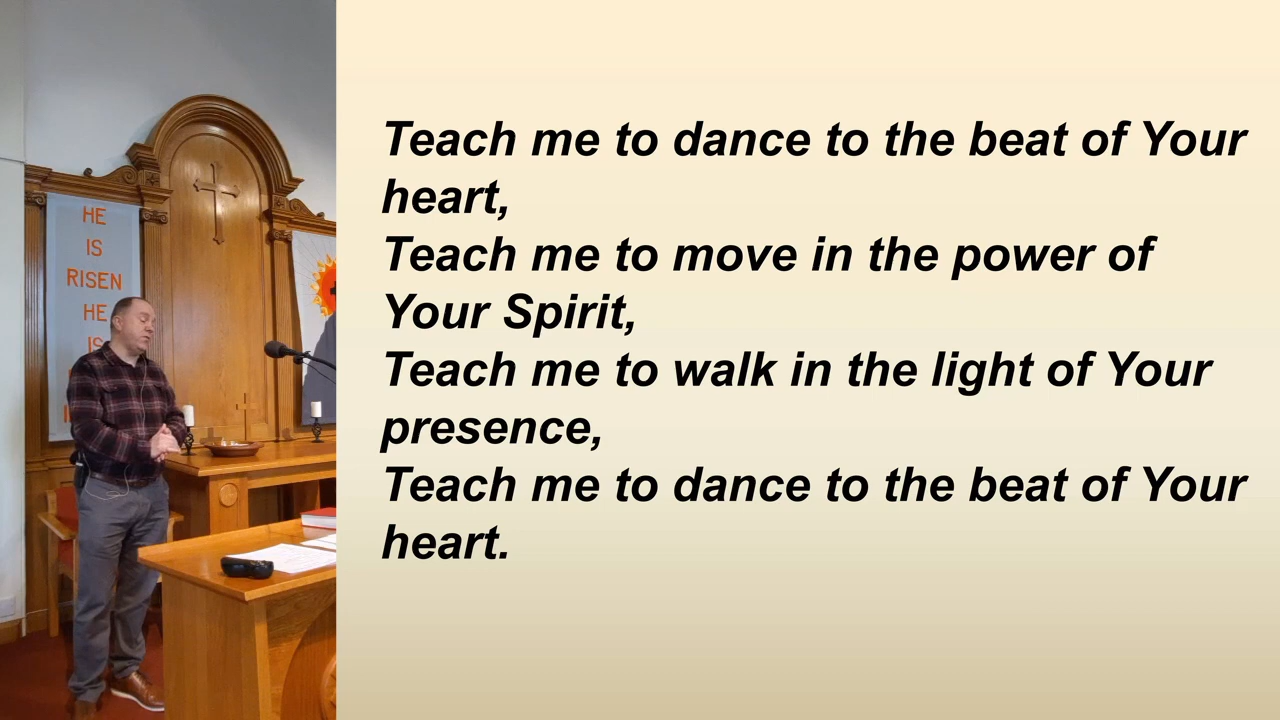 HE
IS
RISEN
HE
IS
Teach me to dance to the beat of Your
heart,
Teach me to move in the power of
Your Spirit,
Teach me to walk in the light of Your
presence,
Teach me to dance to the beat of Your
heart.